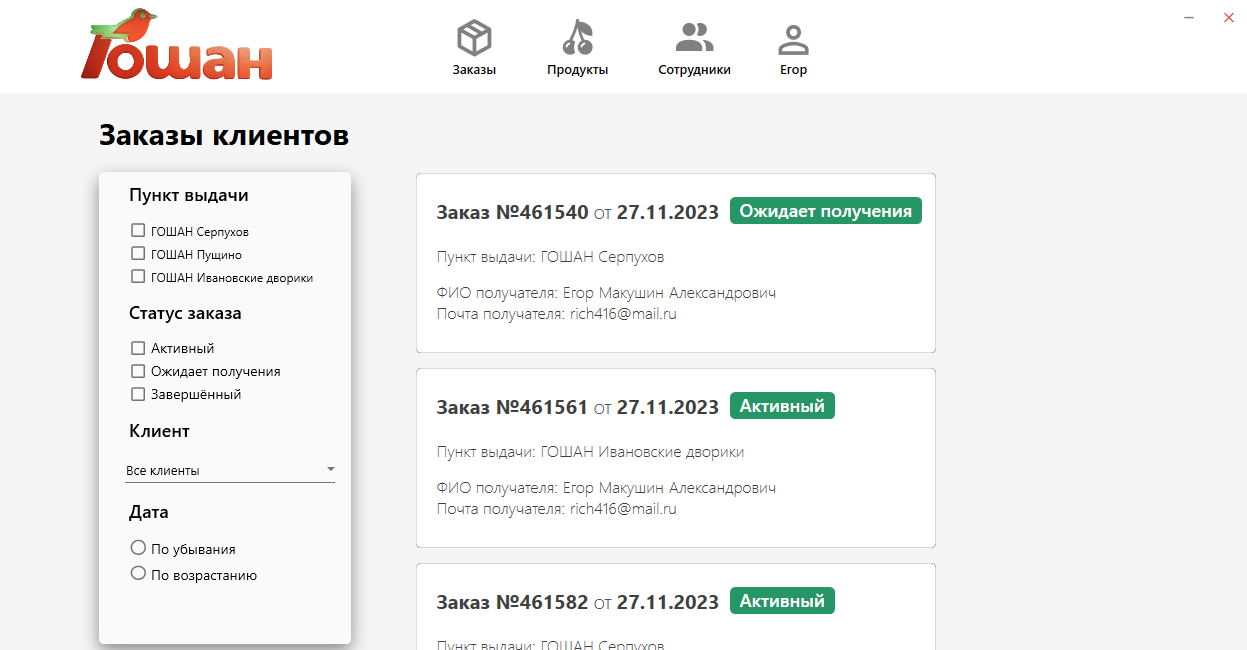 Гошан
Заказы
Продукты
Сотрудники
Егор
Заказы клиентов
Пункт выдачи
ГОШАН Серпухов
ГОШАН Пущино
ГОШАН Ивановские дворики
Статус заказа
Активный
Ожидает получения
Завершённый
Клиент
Все клиенты
Дата
По убывания
По возрастанию
Заказ №461540 от 27.11.2023 Ожидает получения
Пункт выдачи: ГОШАН Серпухов
ФИО получателя: Егор Макушин Александрович
Почта получателя: rich416@mail.ru
Заказ №461561 от 27.11.2023 Активный
Пункт выдачи: ГОШАН Ивановские дворики
ФИО получателя: Егор Макушин Александрович
Почта получателя: rich416@mail.ru
Заказ №461582 от 27.11.2023 Активный
Пункт выдачи: ГОШАН Серпухов